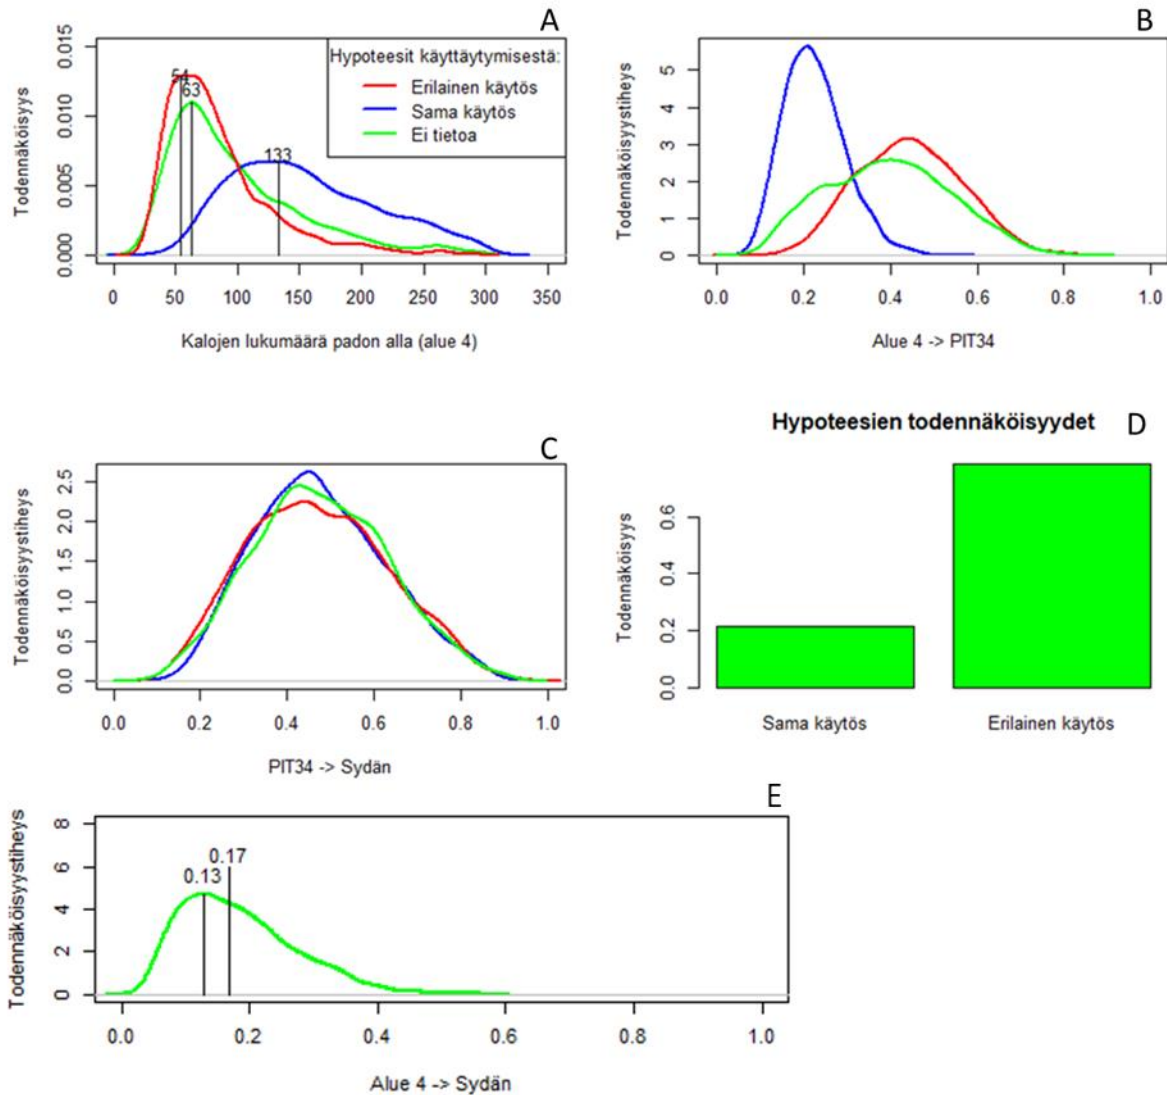 A
Todennäköisyys
0.000 0.005 0.010 0.015
54
63
133
Hypoteesit käyttäytymisestä:
Erilainen käytös
Sama käytös
Ei tietoa
0 50 100 150 200 250 300 350
Kalojen lukumäärä padon alla (alue 4)
B
Todennäköisyystiheys
0 1 2 3 4 5
0.0 0.2 0.4 0.6 0.8 1.0
Alue 4 -> PIT34
C
Todennäköisyystiheys
0.0 0.5 1.0 1.5 2.0 2.5
0.0 0.2 0.4 0.6 0.8 1.0
PIT34 -> Sydän
Hypoteesien todennäköisyydet
D
Todennäköisyys
0.0 0.2 0.4 0.6
Sama käytös
Erilainen käytös
E
Todennäköisyystiheys
0 2 4 6 8
0.13
0.17
0.0 0.2 0.4 0.6 0.8 1.0
Alue 4 -> Sydän